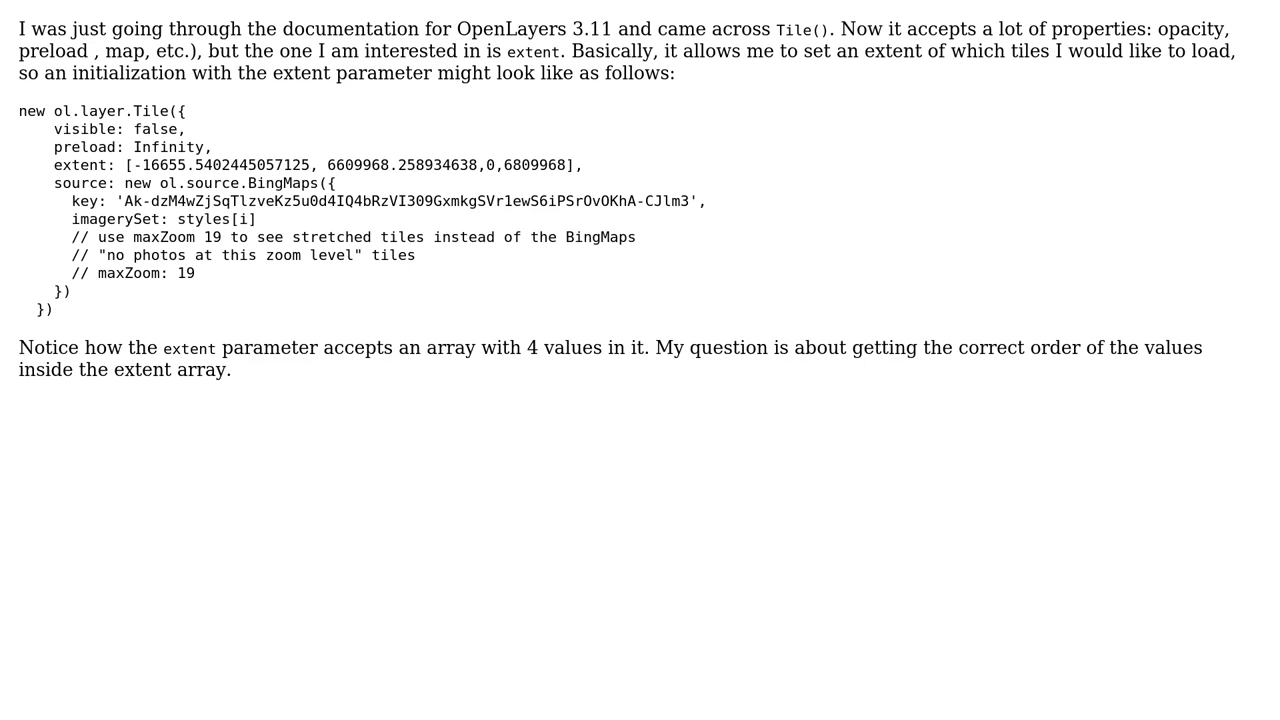 I was just going through the documentation for OpenLayers 3.11 and came across Tile(). Now it accepts a lot of properties: opacity,
preload , map, etc.), but the one I am interested in is extent. Basically, it allows me to set an extent of which tiles I would like to load,
so an initialization with the extent parameter might look like as follows:
new ol.layer.Tile({
    visible: false,
    preload: Infinity,
    extent: [-16655.5402445057125, 6609968.258934638,0,6809968],
    source: new ol.source.BingMaps({
      key: 'Ak-dzM4wZjSqTlzveKz5u0d4IQ4bRzVI309GxmkgSVr1ewS6iPSrOvOKhA-CJlm3',
      imagerySet: styles[i]
      // use maxZoom 19 to see stretched tiles instead of the BingMaps
      // "no photos at this zoom level" tiles
      // maxZoom: 19
    })
  })
Notice how the extent parameter accepts an array with 4 values in it. My question is about getting the correct order of the values
inside the extent array.